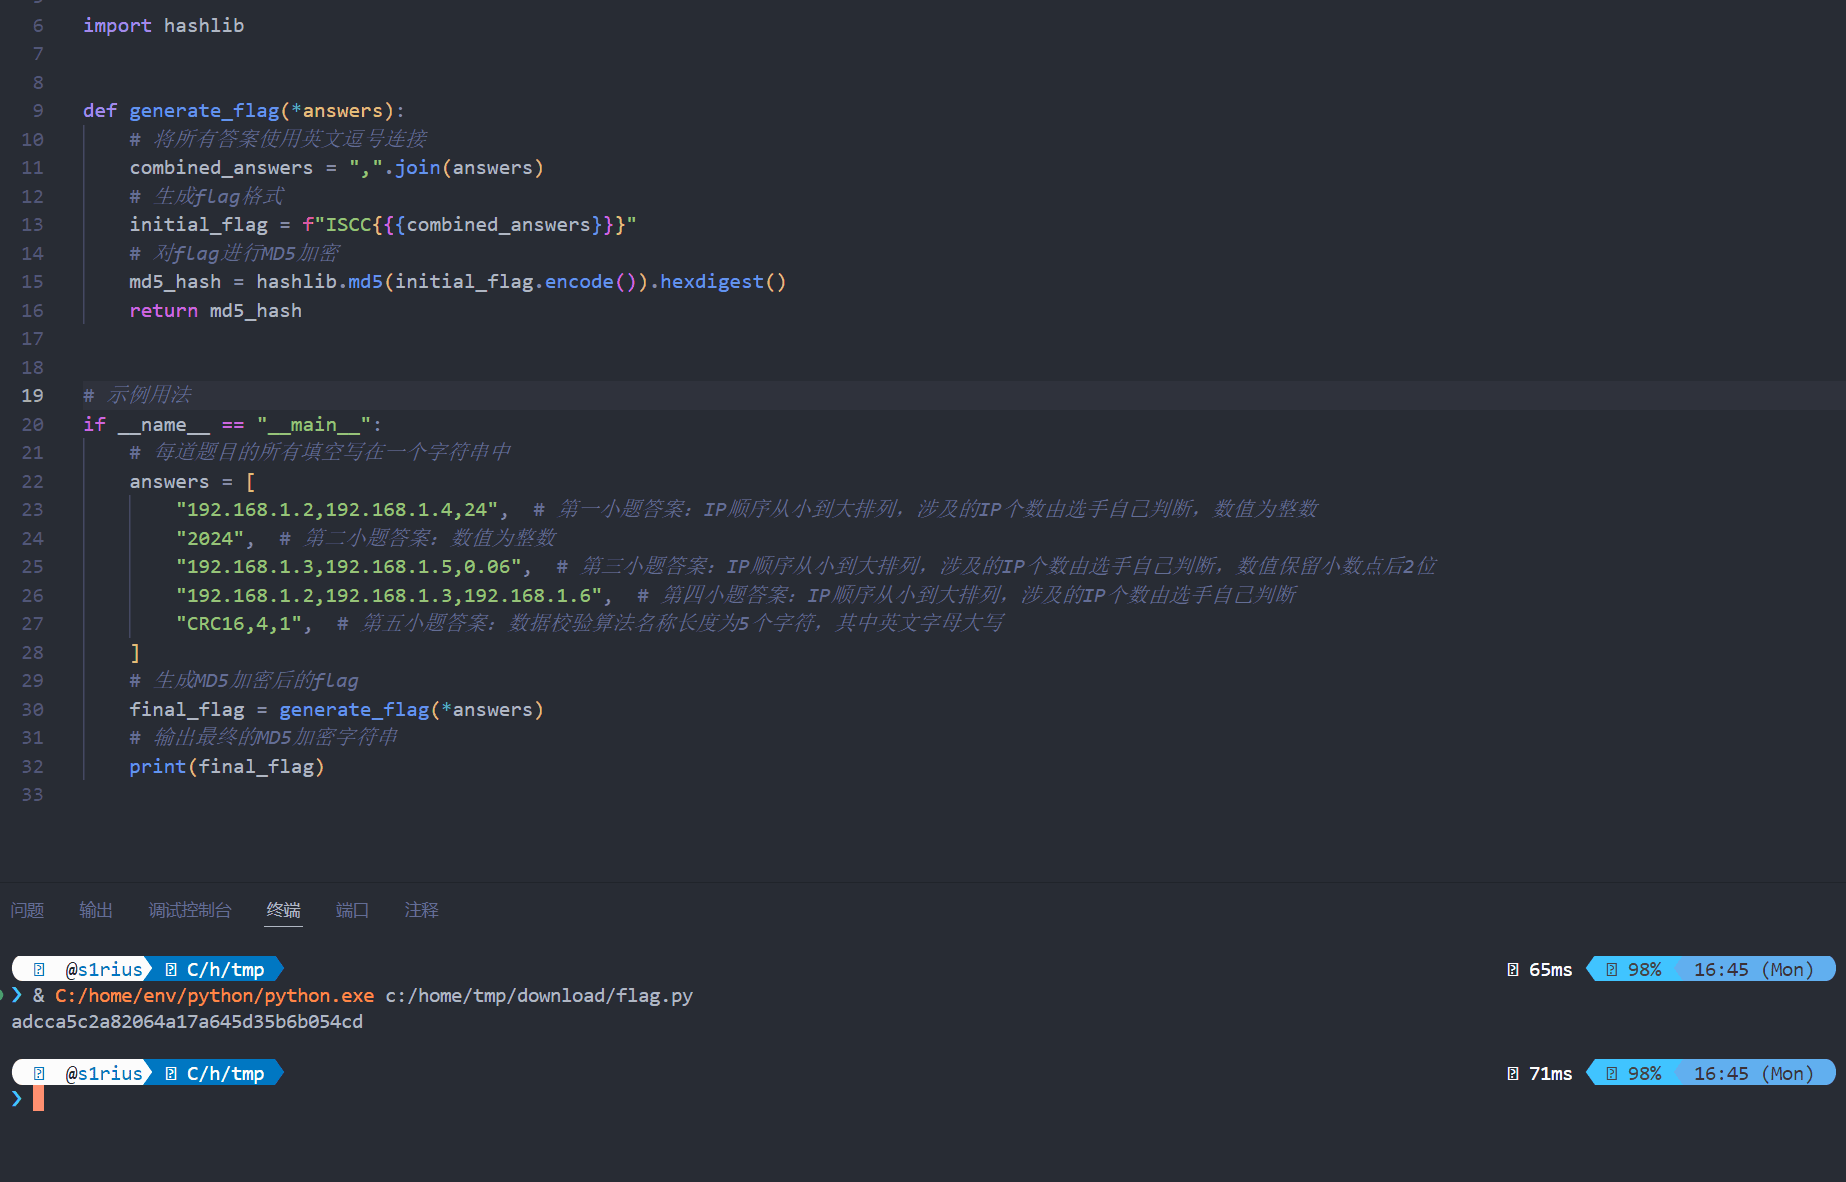 6 import hashlib
7
8
9 def generate_flag(*answers):
10 # 将所有答案使用英文逗号连接
11 combined_answers = ",".join(answers)
12 # 生成flag格式
13 initial_flag = f"ISCC{{{combined_answers}}}"
14 # 对flag进行MD5加密
15 md5_hash = hashlib.md5(initial_flag.encode()).hexdigest()
16 return md5_hash
17
18
19 # 示例用法
20 if __name__ == "__main__":
21 # 每道题目的所有填空写在一个字符串中
22 answers = [
23 "192.168.1.2,192.168.1.4,24", # 第一小题答案：IP顺序从小到大排列，涉及的IP个数由选手自己判断，数值为整数
24 "2024", # 第二小题答案：数值为整数
25 "192.168.1.3,192.168.1.5,0.06", # 第三小题答案：IP顺序从小到大排列，涉及的IP个数由选手自己判断，数值保留小数点后2位
26 "192.168.1.2,192.168.1.3,192.168.1.6", # 第四小题答案：IP顺序从小到大排列，涉及的IP个数由选手自己判断
27 "CRC16,4,1", # 第五小题答案：数据校验算法名称长度为5个字符，其中英文字母大写
28 ]
29 # 生成MD5加密后的flag
30 final_flag = generate_flag(*answers)
31 # 输出最终的MD5加密字符串
32 print(final_flag)
33
问题 输出 调试控制台 终端 端口 注释
@s1rius C/h/tmp 65ms 98% 16:45 (Mon)
❯ & C:/home/env/python/python.exe c:/home/tmp/download/flag.py
adcca5c2a82064a17a645d35b6b054cd
@s1rius C/h/tmp 71ms 98% 16:45 (Mon)
❯